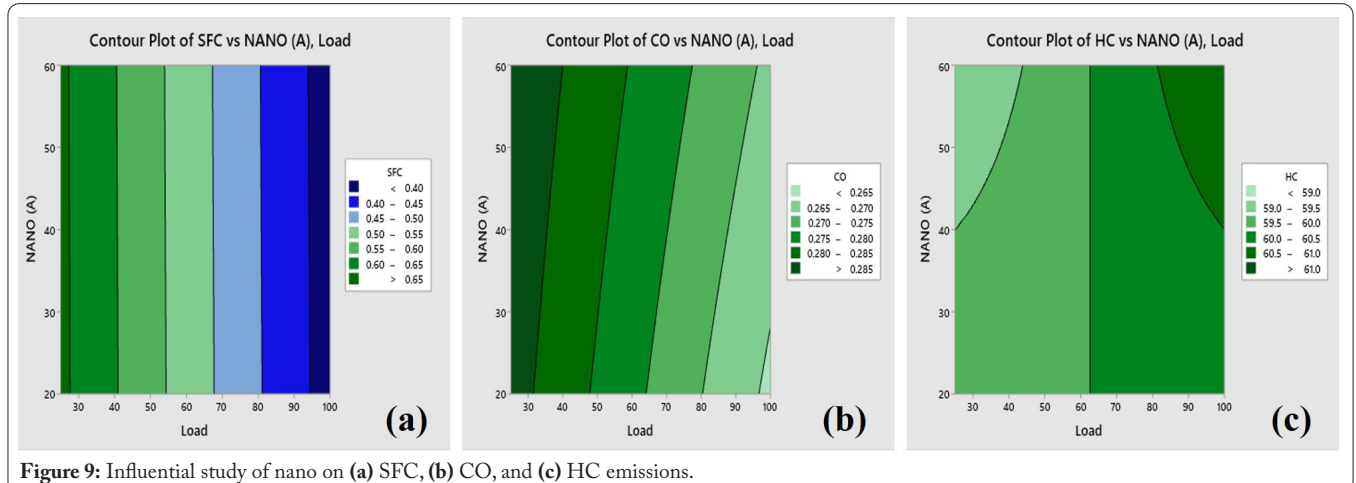 Contour Plot of SFC vs NANO (A), Load
60
50
40
30
20
NANO (A)
30 40 50 60 70 80 90 100
Load
SFC
< 0.40
0.40 – 0.45
0.45 – 0.50
0.50 – 0.55
0.55 – 0.60
0.60 – 0.65
> 0.65
(a)
Contour Plot of CO vs NANO (A), Load
60
50
40
30
20
NANO (A)
30 40 50 60 70 80 90 100
Load
CO
< 0.265
0.265 – 0.270
0.270 – 0.275
0.275 – 0.280
0.280 – 0.285
> 0.285
(b)
Contour Plot of HC vs NANO (A), Load
60
50
40
30
20
NANO (A)
30 40 50 60 70 80 90 100
Load
HC
< 59.0
59.0 – 59.5
59.5 – 60.0
60.0 – 60.5
60.5 – 61.0
> 61.0
(c)
Figure 9: Influential study of nano on (a) SFC, (b) CO, and (c) HC emissions.